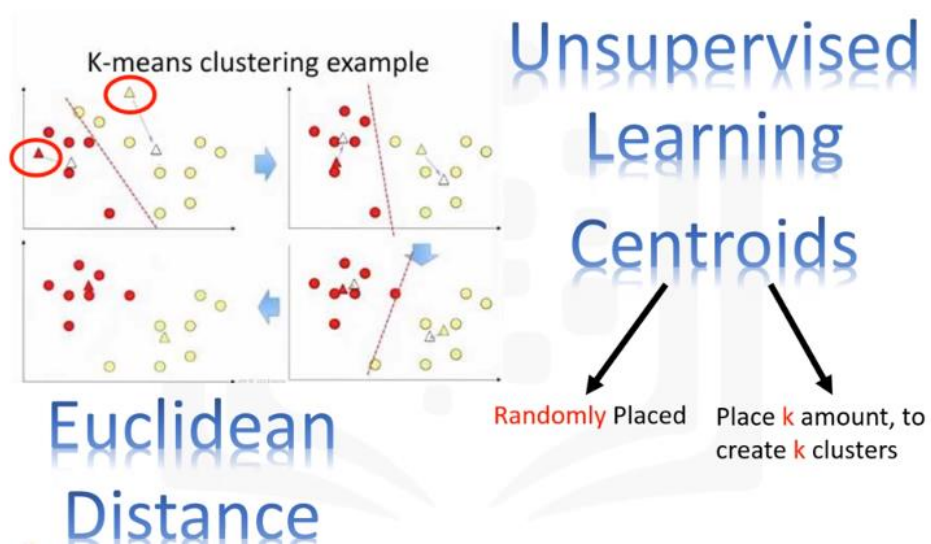 K-means clustering example
Unsupervised
Learning
Centroids
Randomly Placed
Place k amount, to
create k clusters
Euclidean
Distance